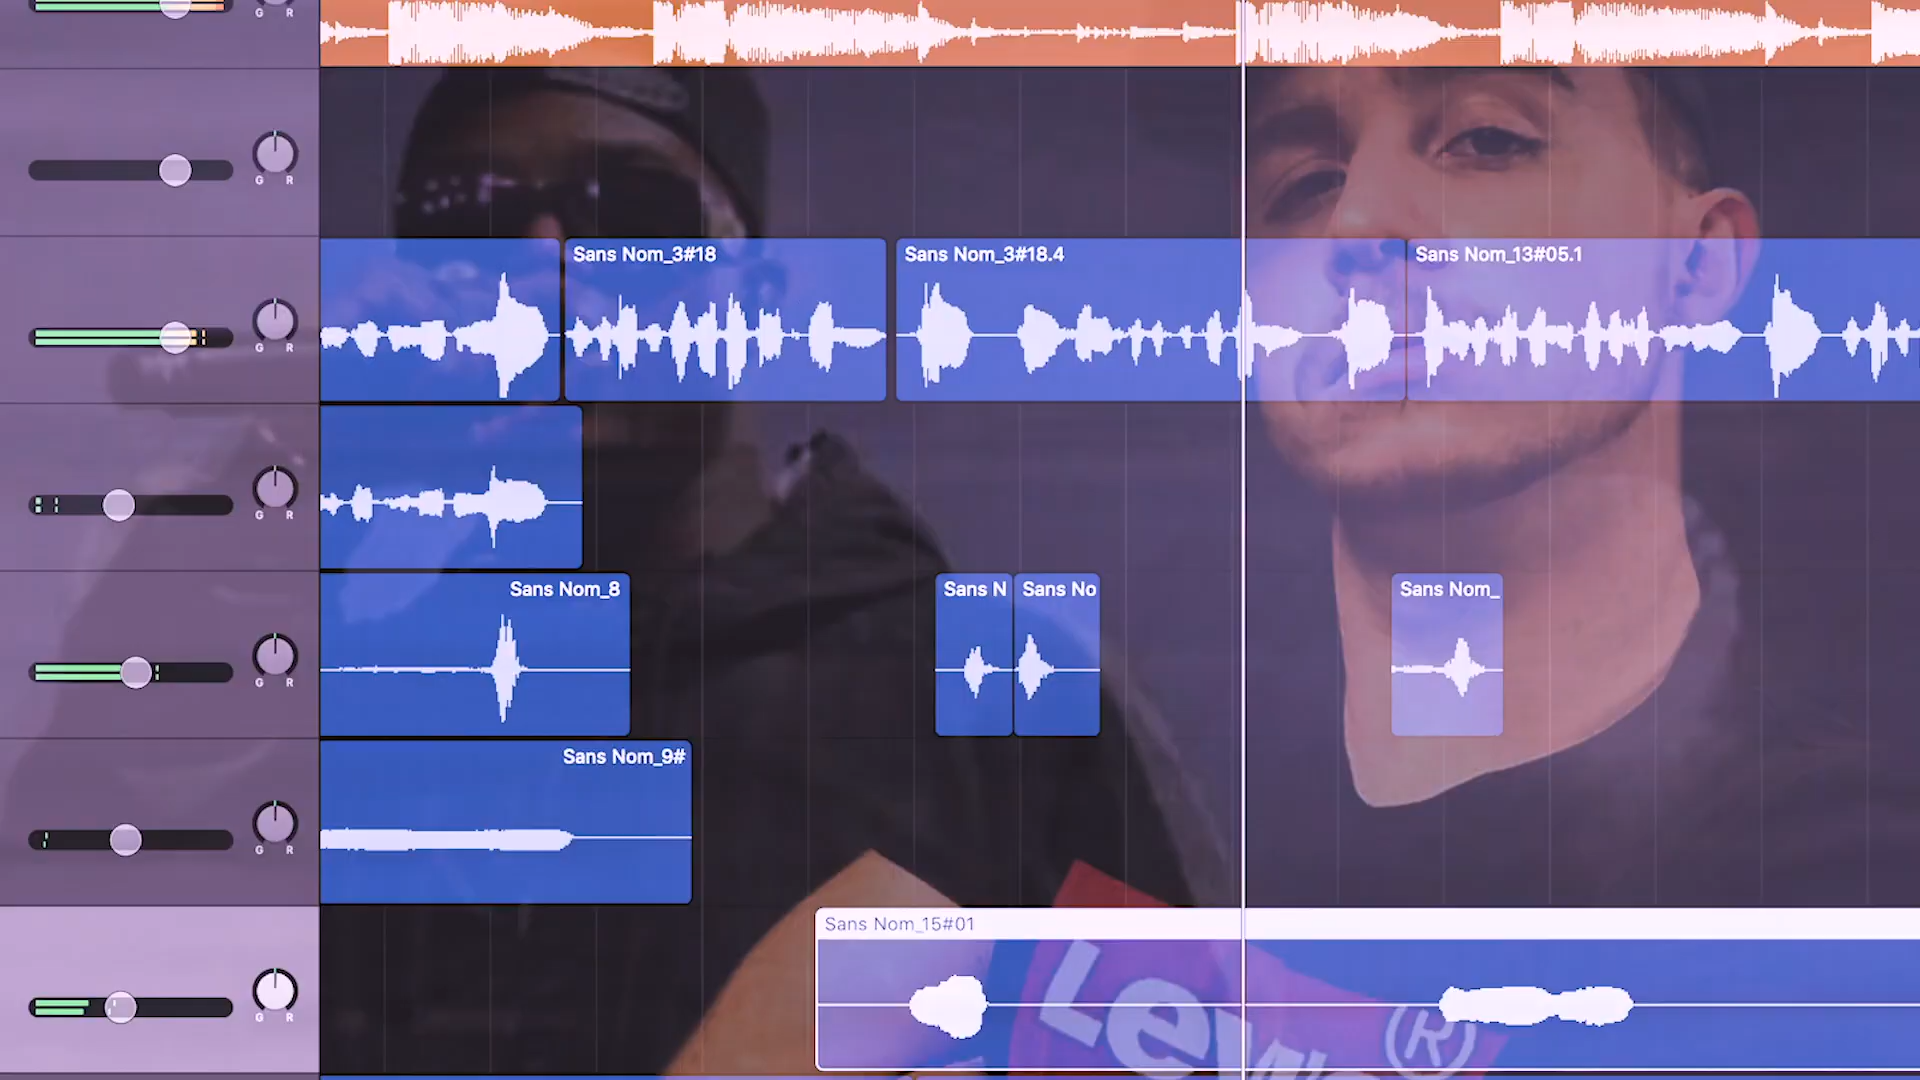 G R
G R
Sans Nom_3#18
Sans Nom_3#18.4
Sans Nom_13#05.1
G R
G R
Sans Nom_8
Sans N
Sans No
Sans Nom_
G R
Sans Nom_9#
G R
Sans Nom_15#01
G R
Levi's ®